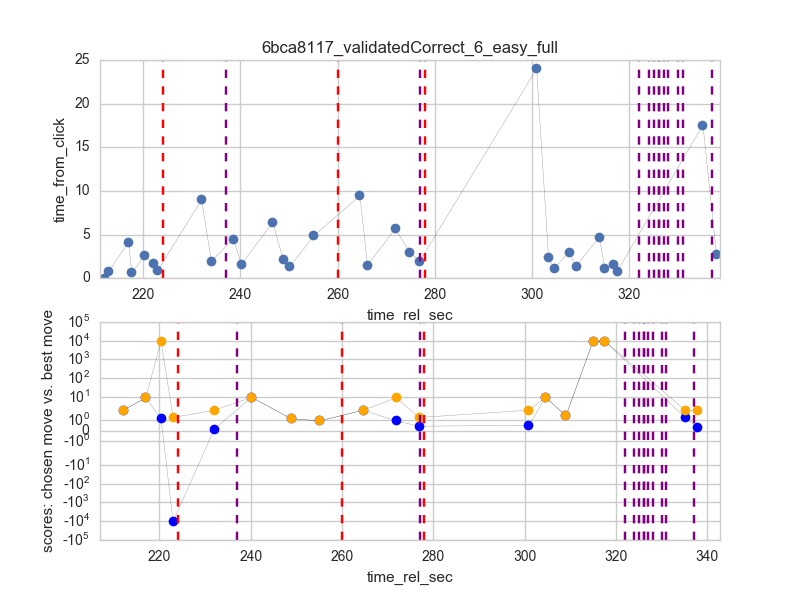 6bca8117_validatedCorrect_6_easy_full
25
20
15
10
5
0
time_from_click
220 240 260 280 300 320
time_rel_sec
10^5
10^4
10^3
10^2
10^1
10^0
0
-10^0
-10^1
-10^2
-10^3
-10^4
-10^5
scores: chosen move vs. best move
220 240 260 280 300 320 340
time_rel_sec